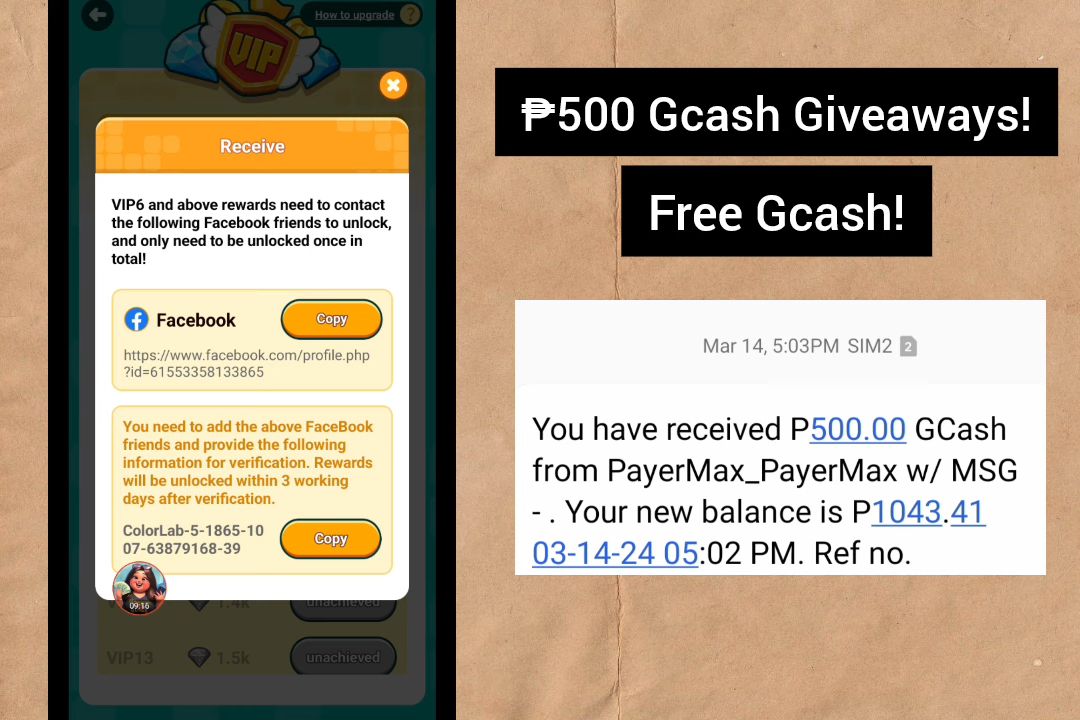 How to upgrade ?
VIP
Receive
VIP6 and above rewards need to contact
the following Facebook friends to unlock,
and only need to be unlocked once in
total!
Facebook
Copy
https://www.facebook.com/profile.php
?id=61553358133865
You need to add the above FaceBook
friends and provide the following
information for verification. Rewards
will be unlocked within 3 working
days after verification.
ColorLab-5-1865-10
07-63879168-39
Copy
09:16
1.4k unachieved
VIP13 1.5k unachieved
₱500 Gcash Giveaways!
Free Gcash!
Mar 14, 5:03PM SIM2 2
You have received P500.00 GCash
from PayerMax_PayerMax w/ MSG
- . Your new balance is P1043.41
03-14-24 05:02 PM. Ref no.